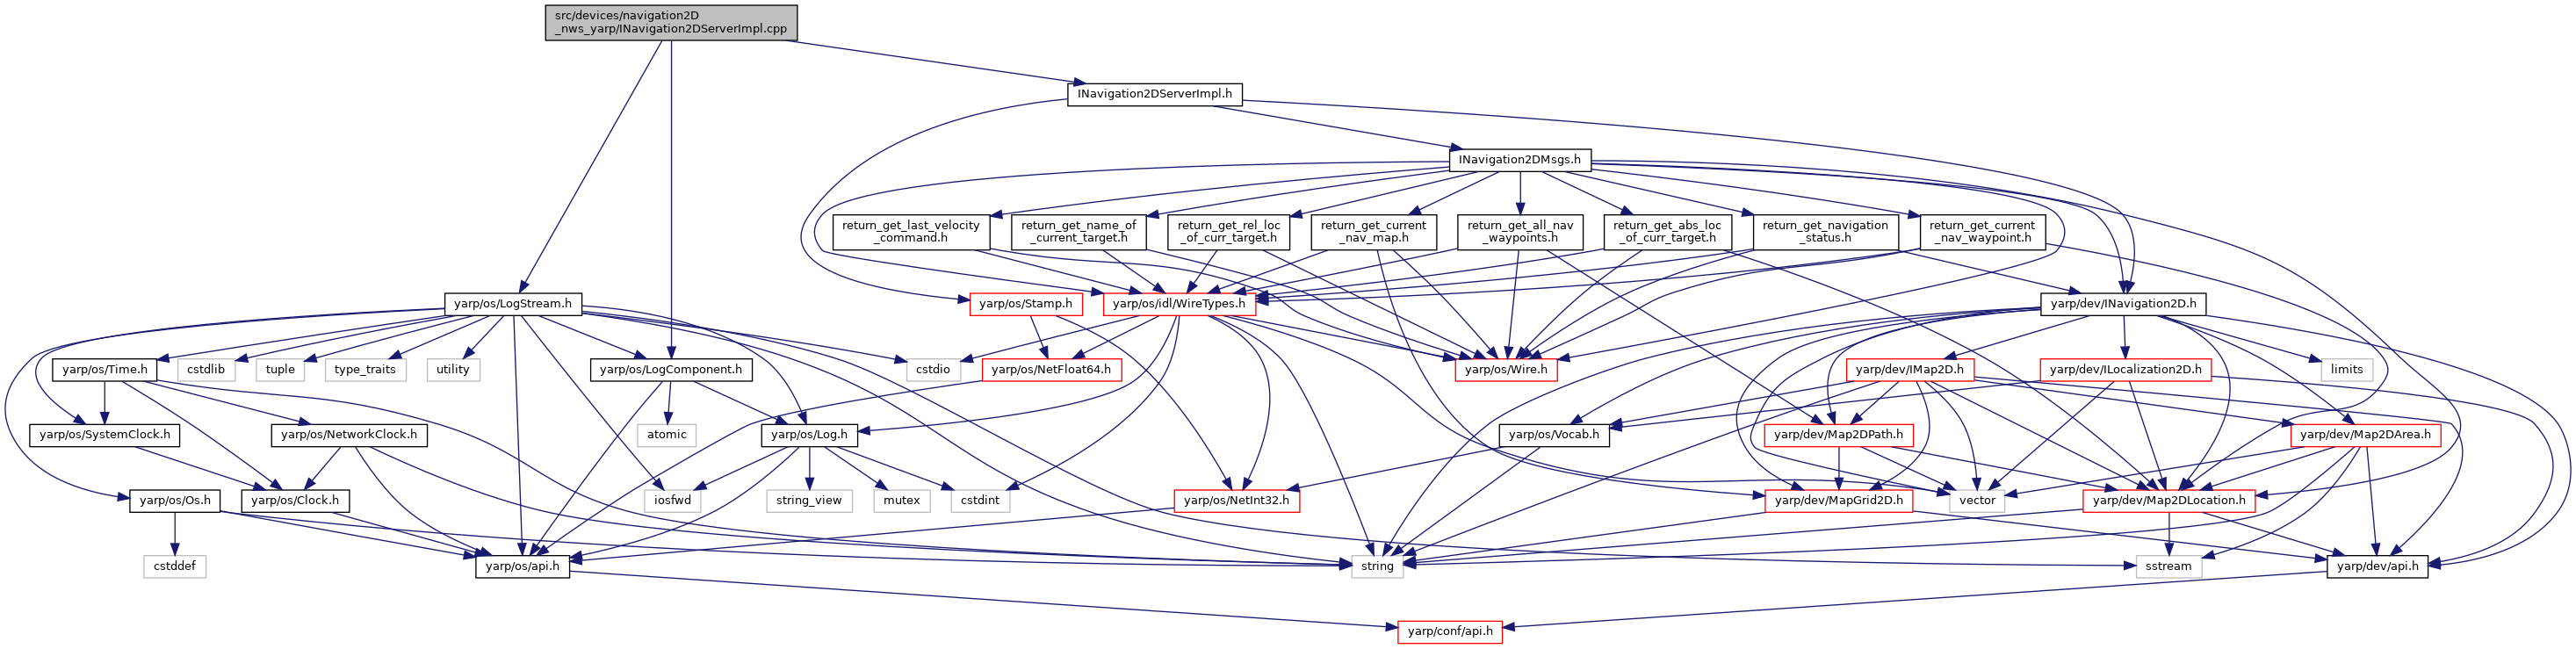 src/devices/navigation2D
_nws_yarp/INavigation2DServerImpl.cpp
INavigation2DServerImpl.h
INavigation2DMsgs.h
return_get_last_velocity
_command.h
return_get_name_of
_current_target.h
return_get_rel_loc
_of_curr_target.h
return_get_current
_nav_map.h
return_get_all_nav
_waypoints.h
return_get_abs_loc
_of_curr_target.h
return_get_navigation
_status.h
return_get_current
_nav_waypoint.h
yarp/os/LogStream.h
yarp/os/Stamp.h
yarp/os/idl/WireTypes.h
yarp/dev/INavigation2D.h
yarp/os/Time.h
cstdlib
tuple
type_traits
utility
yarp/os/LogComponent.h
cstdio
yarp/os/NetFloat64.h
yarp/os/Wire.h
yarp/dev/IMap2D.h
yarp/dev/ILocalization2D.h
limits
yarp/os/SystemClock.h
yarp/os/NetworkClock.h
atomic
yarp/os/Log.h
yarp/os/Vocab.h
yarp/dev/Map2DPath.h
yarp/dev/Map2DArea.h
yarp/os/Os.h
yarp/os/Clock.h
iosfwd
string_view
mutex
cstdint
yarp/os/NetInt32.h
yarp/dev/MapGrid2D.h
vector
yarp/dev/Map2DLocation.h
cstddef
yarp/os/api.h
string
sstream
yarp/dev/api.h
yarp/conf/api.h